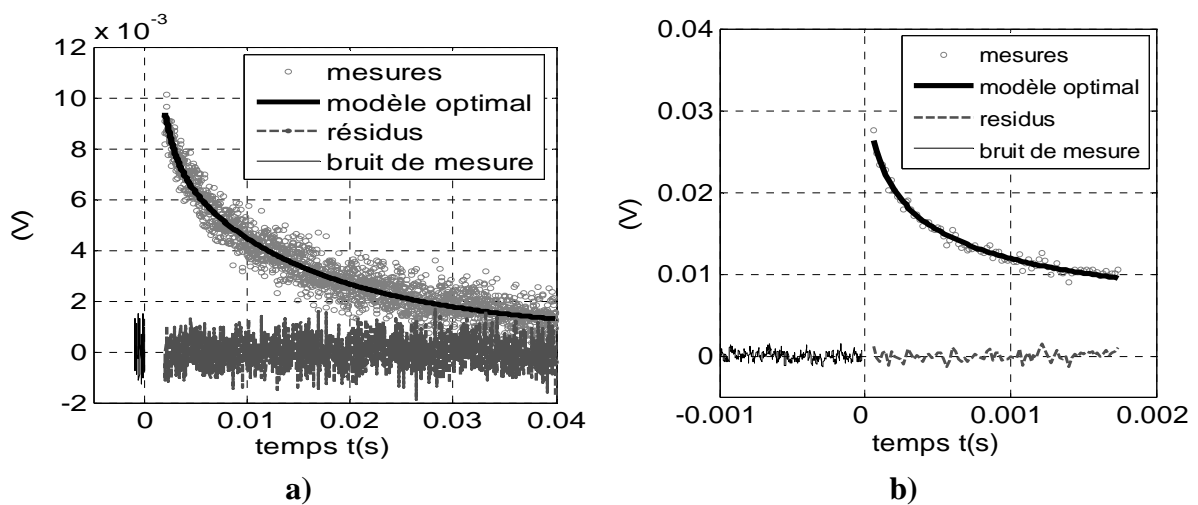 x 10⁻³
12
10
8
6
4
2
0
-2
(V)
mesures
modèle optimal
résidus
bruit de mesure
0 0.01 0.02 0.03 0.04
temps t(s)
a)
0.04
0.03
0.02
0.01
0
(V)
mesures
modèle optimal
residus
bruit de mesure
-0.001 0 0.001 0.002
temps t(s)
b)